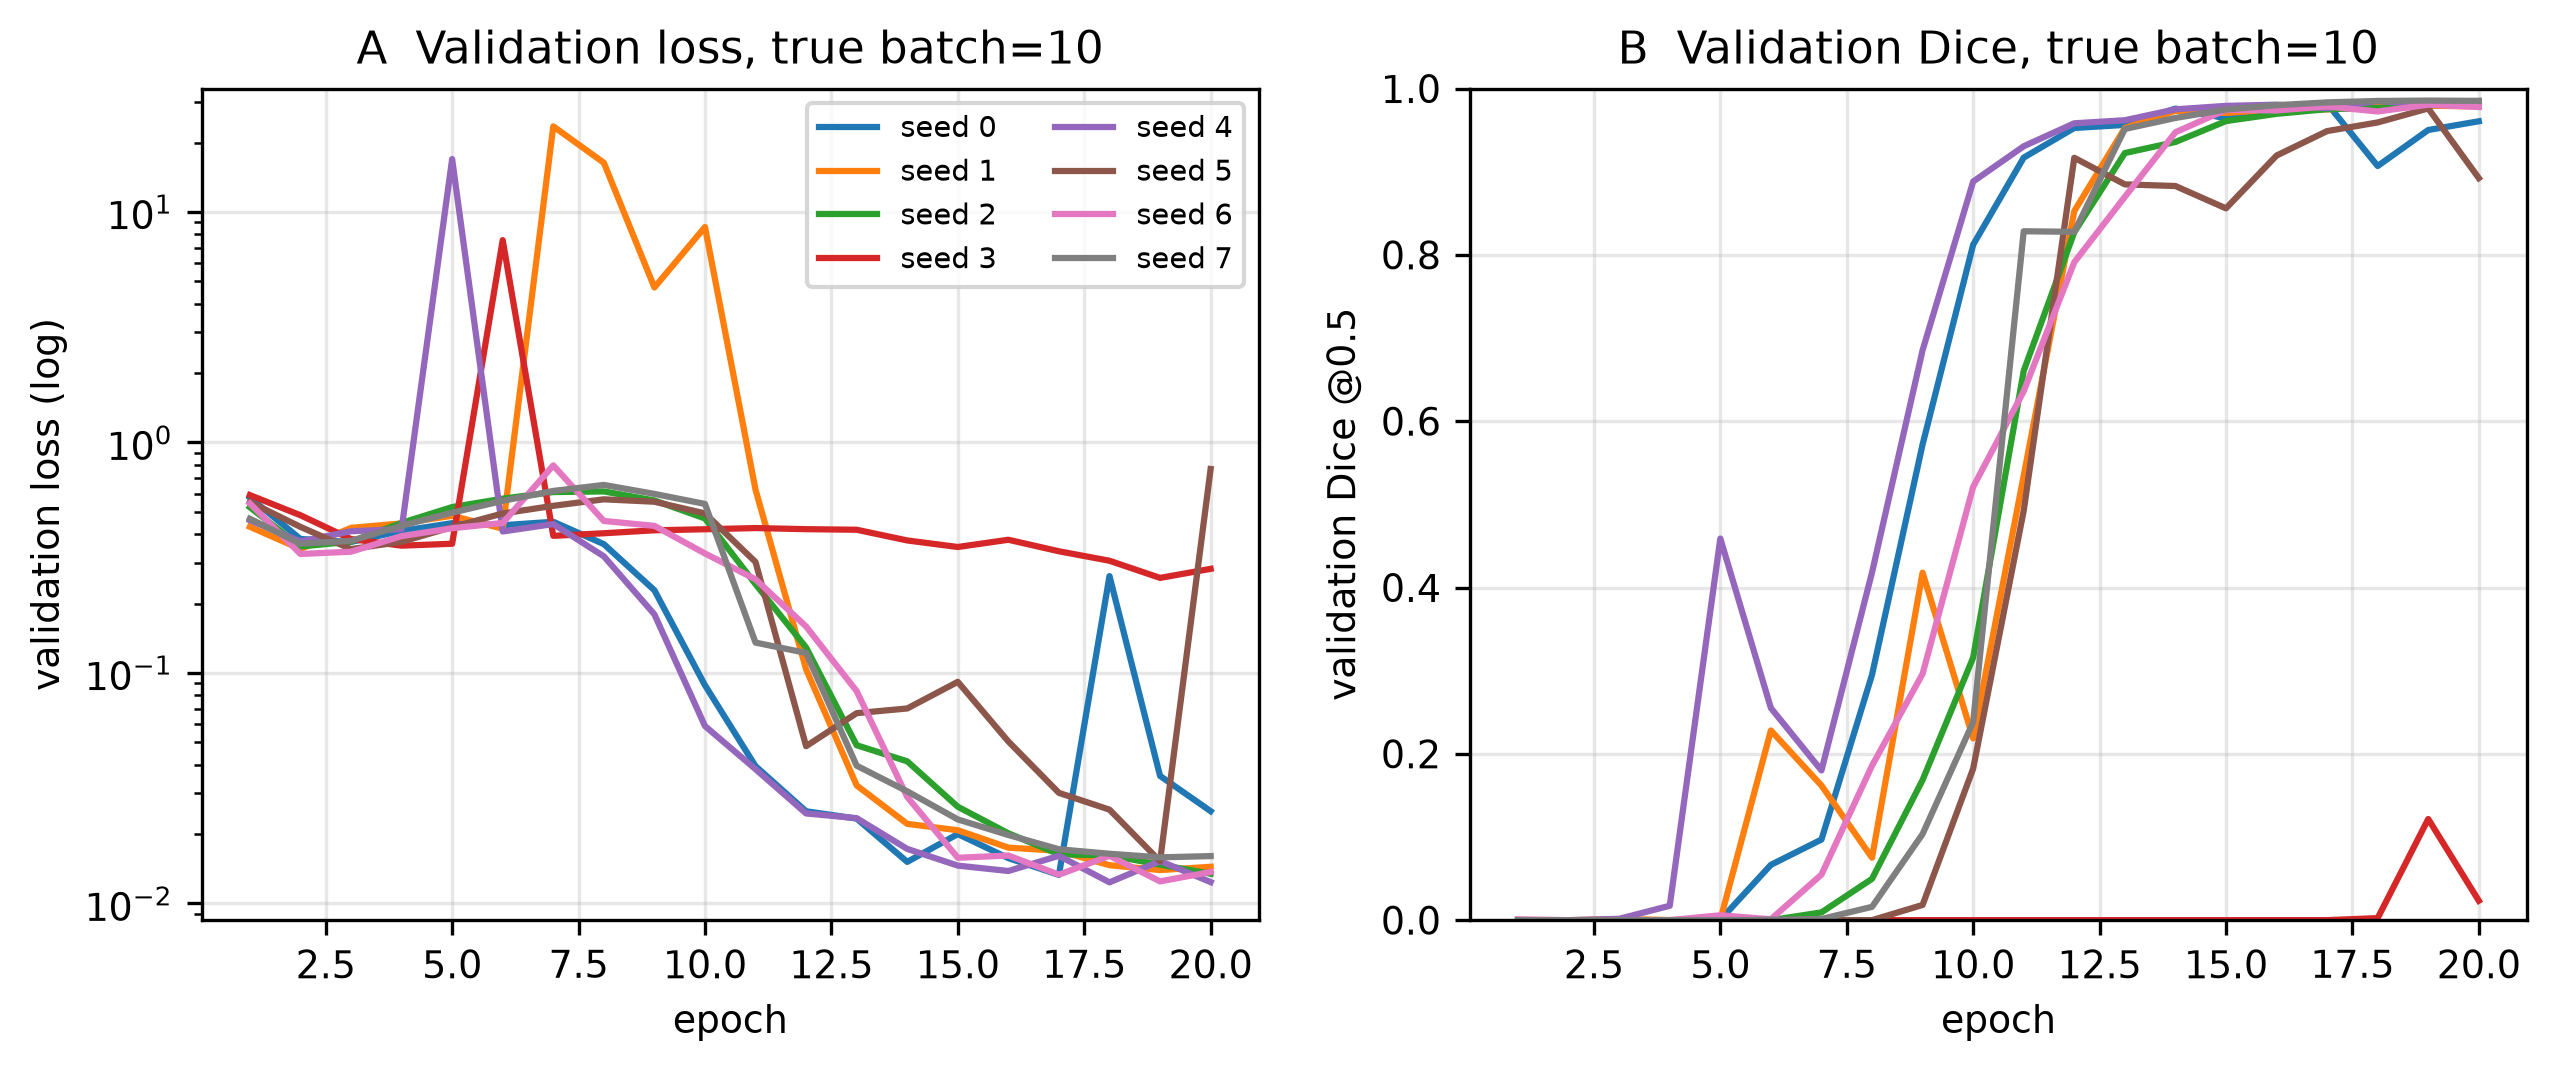 A  Validation loss, true batch=10
validation loss (log)
10¹
10⁰
10⁻¹
10⁻²
seed 0
seed 1
seed 2
seed 3
seed 4
seed 5
seed 6
seed 7
2.5 5.0 7.5 10.0 12.5 15.0 17.5 20.0
epoch
B  Validation Dice, true batch=10
validation Dice @0.5
1.0
0.8
0.6
0.4
0.2
0.0
2.5 5.0 7.5 10.0 12.5 15.0 17.5 20.0
epoch